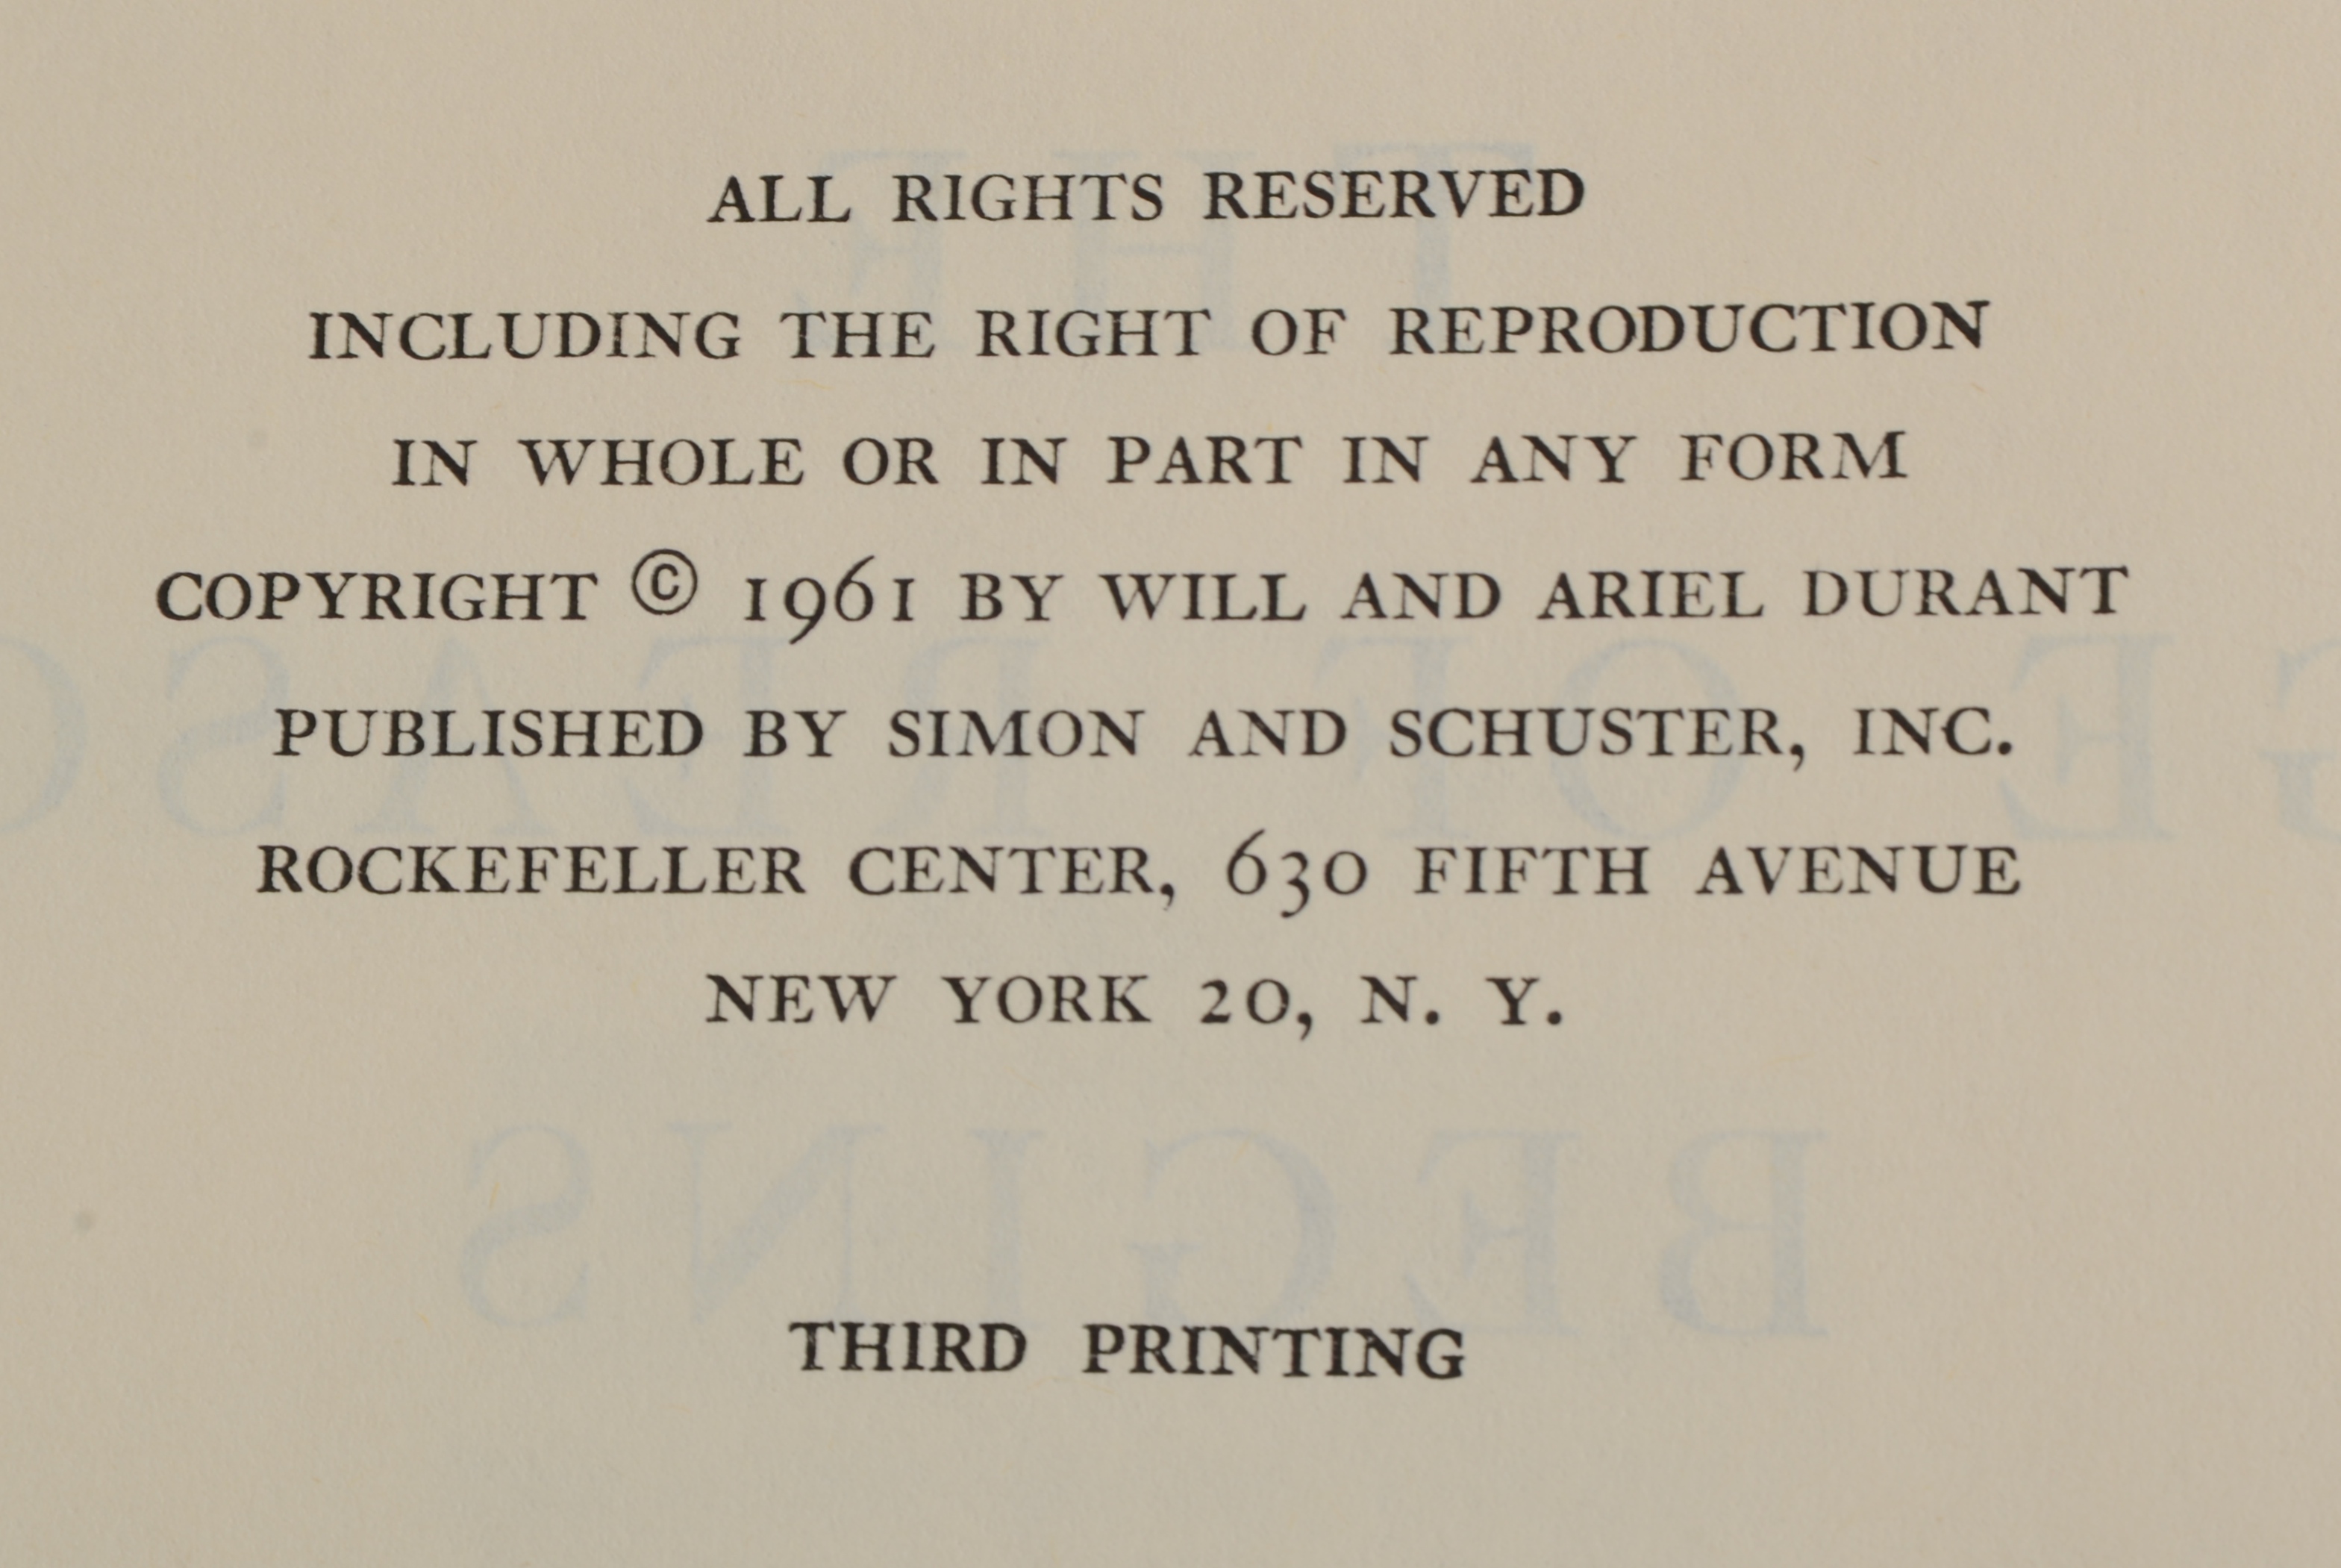 ALL RIGHTS RESERVED
INCLUDING THE RIGHT OF REPRODUCTION
IN WHOLE OR IN PART IN ANY FORM
COPYRIGHT © 1961 BY WILL AND ARIEL DURANT
PUBLISHED BY SIMON AND SCHUSTER, INC.
ROCKEFELLER CENTER, 630 FIFTH AVENUE
NEW YORK 20, N. Y.
THIRD PRINTING